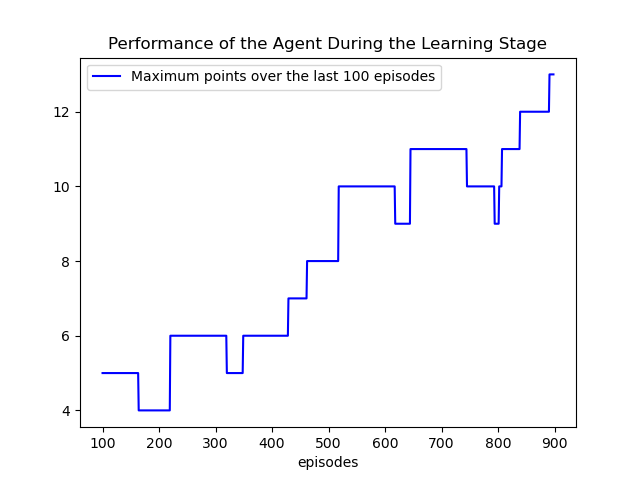 Performance of the Agent During the Learning Stage
Maximum points over the last 100 episodes
12
10
8
6
4
100 200 300 400 500 600 700 800 900
episodes